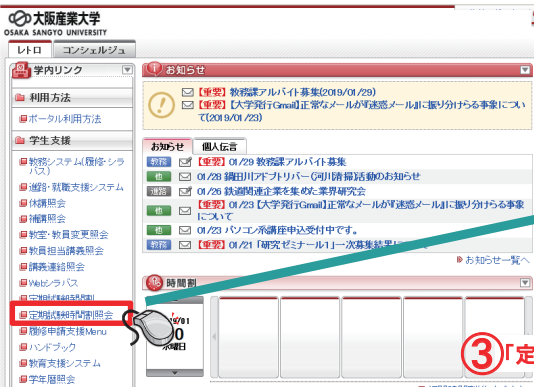 大阪産業大学
OSAKA SANGYO UNIVERSITY
レトロ コンシェルジュ
学内リンク
利用方法
ポータル利用方法
学生支援
教務システム(履修・シラ
バス)
進路・就職支援システム
休講照会
補講照会
教室・教員変更照会
教員担当講義照会
講義連絡照会
Webシラバス
定期試験時間割
定期試験時間割照会
履修申請支援Menu
ハンドブック
教育支援システム
学年暦照会
お知らせ
【重要】教務課アルバイト募集(2019/01/29)
【重要】【大学発行Gmail】正常なメールが『迷惑メール』に振り分けらる事象につい
て(2019/01/23)
お知らせ 個人伝言
教務 【重要】01/29 教務課アルバイト募集
他 01/28 鍋田川アドプトリバー(河川清掃)活動のお知らせ
進路 01/26 鉄道関連企業を集めた業界研究会
他 【重要】01/23【大学発行Gmail】正常なメールが『迷惑メール』に振り分けらる事象
について
他 01/23 パソコン系講座申込受付中です。
教務 【重要】01/21「研究ゼミナール1」一次募集結果に
お知らせ一覧へ
時間割
水曜日
③「定